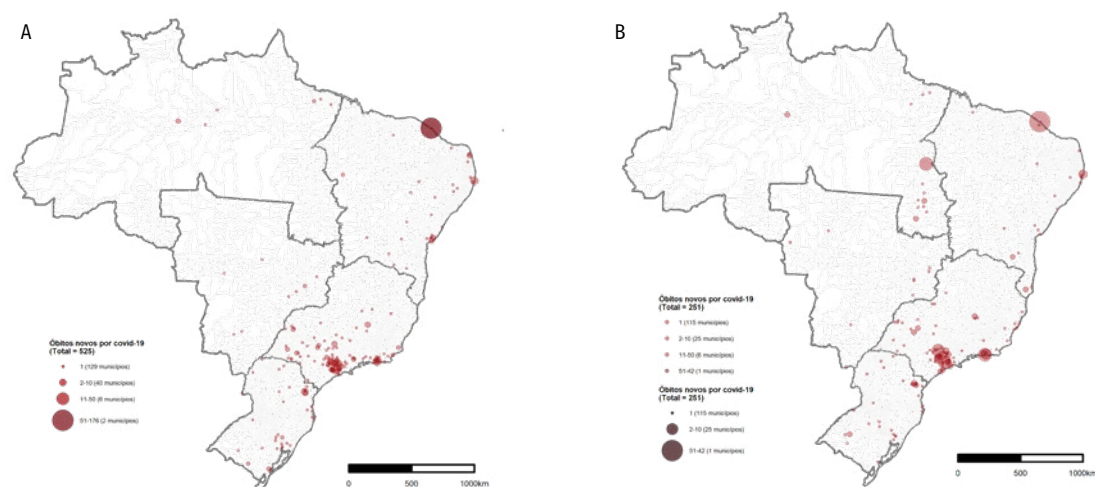 A
Óbitos novos por covid-19
(Total = 525)
1 (129 municípios)
2-10 (40 municípios)
11-50 (6 municípios)
51-176 (2 municípios)
0 500 1000km
B
Óbitos novos por covid-19
(Total = 251)
1 (115 municípios)
2-10 (25 municípios)
11-50 (6 municípios)
51-42 (1 municípios)
Óbitos novos por covid-19
(Total = 251)
1 (115 municípios)
2-10 (25 municípios)
51-42 (1 municípios)
0 500 1000km